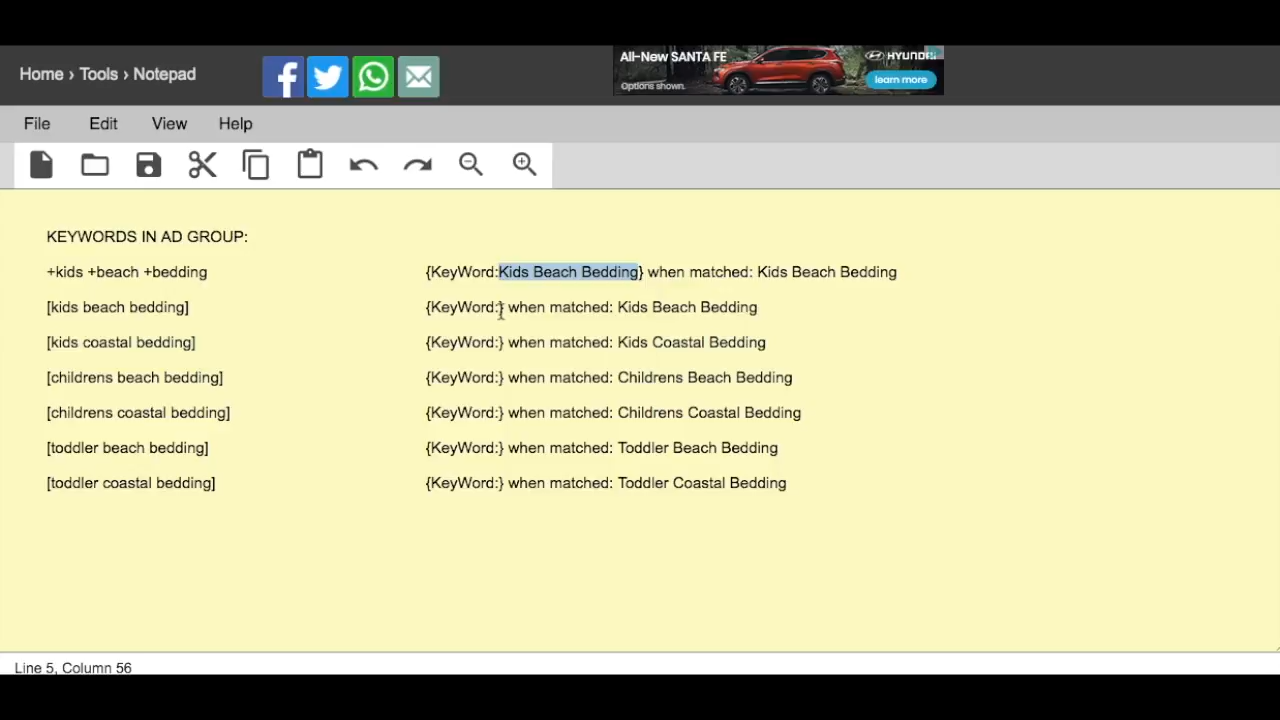 Home › Tools › Notepad
All-New SANTA FE
Options shown.
HYUNDAI
learn more
File Edit View Help
KEYWORDS IN AD GROUP:
+kids +beach +bedding {KeyWord:Kids Beach Bedding} when matched: Kids Beach Bedding
[kids beach bedding] {KeyWord:} when matched: Kids Beach Bedding
[kids coastal bedding] {KeyWord:} when matched: Kids Coastal Bedding
[childrens beach bedding] {KeyWord:} when matched: Childrens Beach Bedding
[childrens coastal bedding] {KeyWord:} when matched: Childrens Coastal Bedding
[toddler beach bedding] {KeyWord:} when matched: Toddler Beach Bedding
[toddler coastal bedding] {KeyWord:} when matched: Toddler Coastal Bedding
Line 5, Column 56